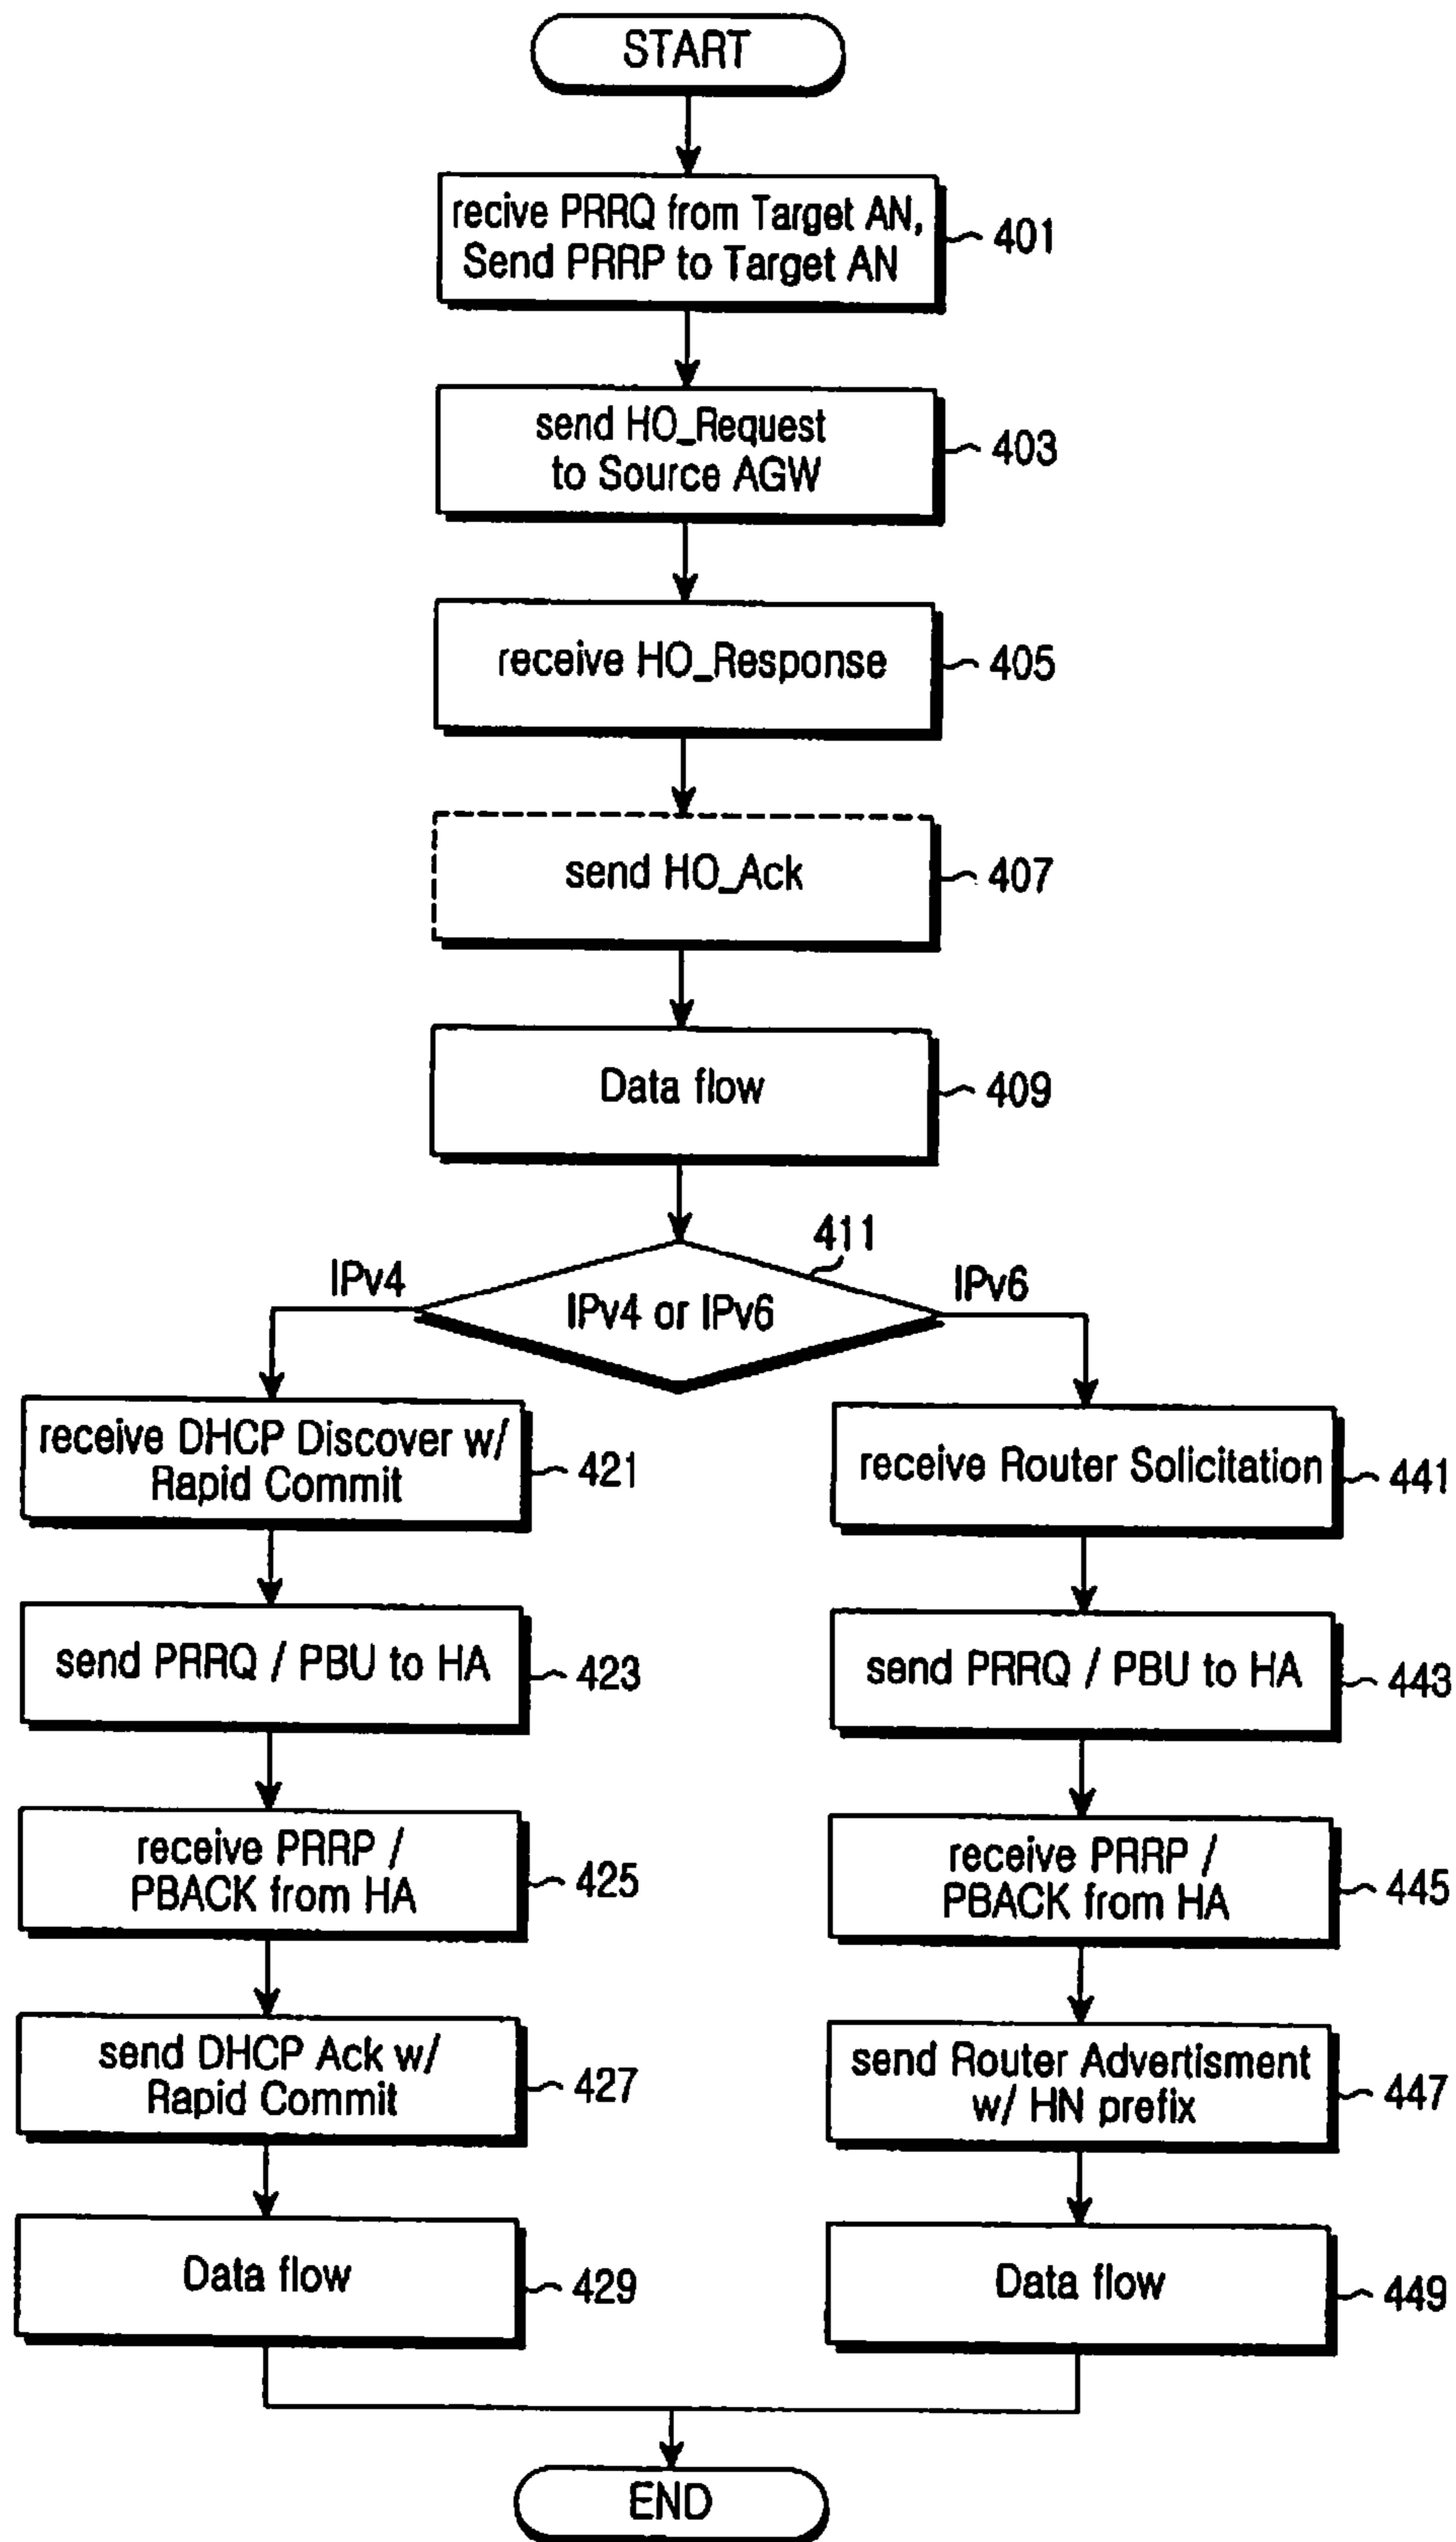 START
recive PRRQ from Target AN,
Send PRRP to Target AN
401
send HO_Request
to Source AGW
403
receive HO_Response
405
send HO_Ack
407
Data flow
409
411
IPv4
IPv4 or IPv6
IPv6
receive DHCP Discover w/
Rapid Commit
421
send PRRQ / PBU to HA
423
receive PRRP /
PBACK from HA
425
send DHCP Ack w/
Rapid Commit
427
Data flow
429
receive Router Solicitation
441
send PRRQ / PBU to HA
443
receive PRRP /
PBACK from HA
445
send Router Advertisment
w/ HN prefix
447
Data flow
449
END